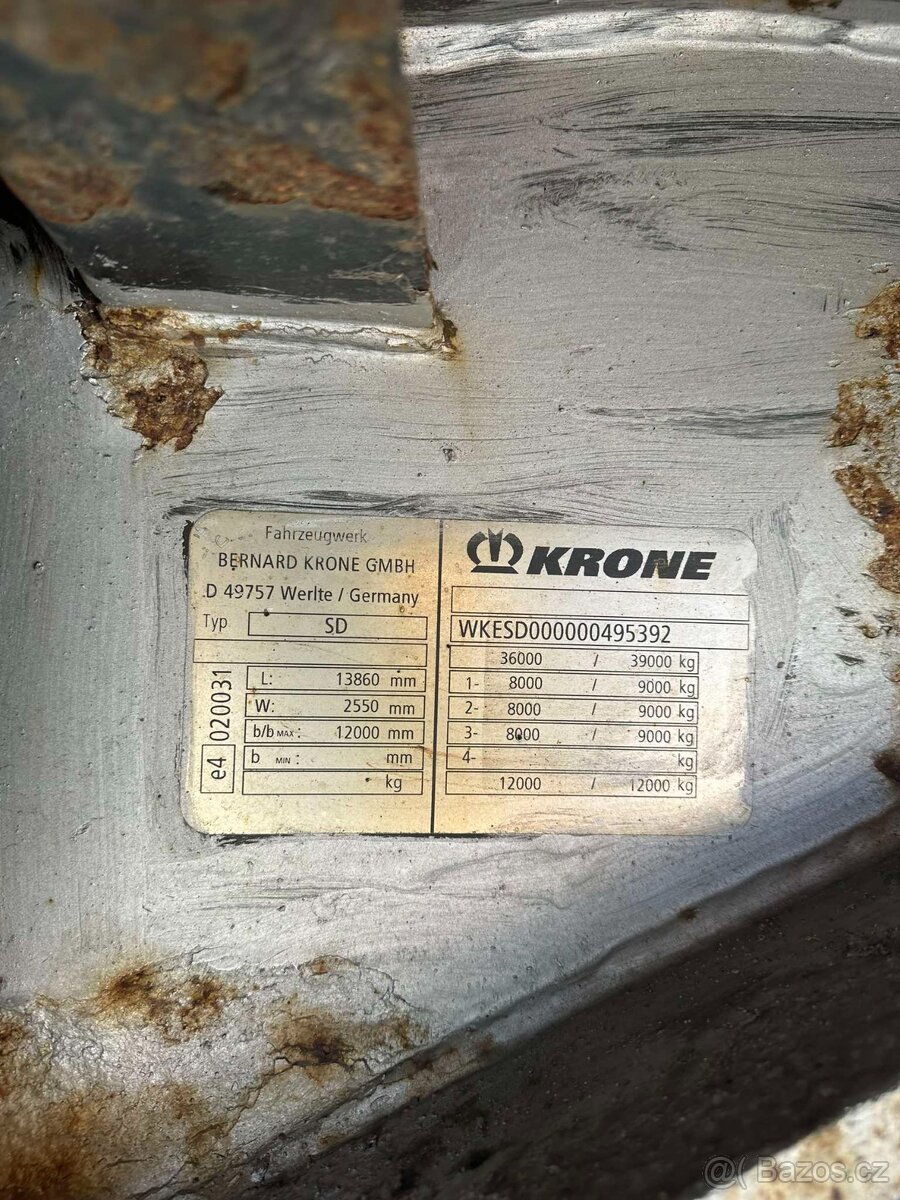 Fahrzeugwerk
BERNARD KRONE GMBH
D 49757 Werlte / Germany
Typ SD
e4 020031
L: 13860 mm
W: 2550 mm
b/b MAX : 12000 mm
b MIN : mm
kg
KRONE
WKESD000000495392
36000 / 39000 kg
1- 8000 / 9000 kg
2- 8000 / 9000 kg
3- 8000 / 9000 kg
4- kg
12000 / 12000 kg
@( Bazos.cz